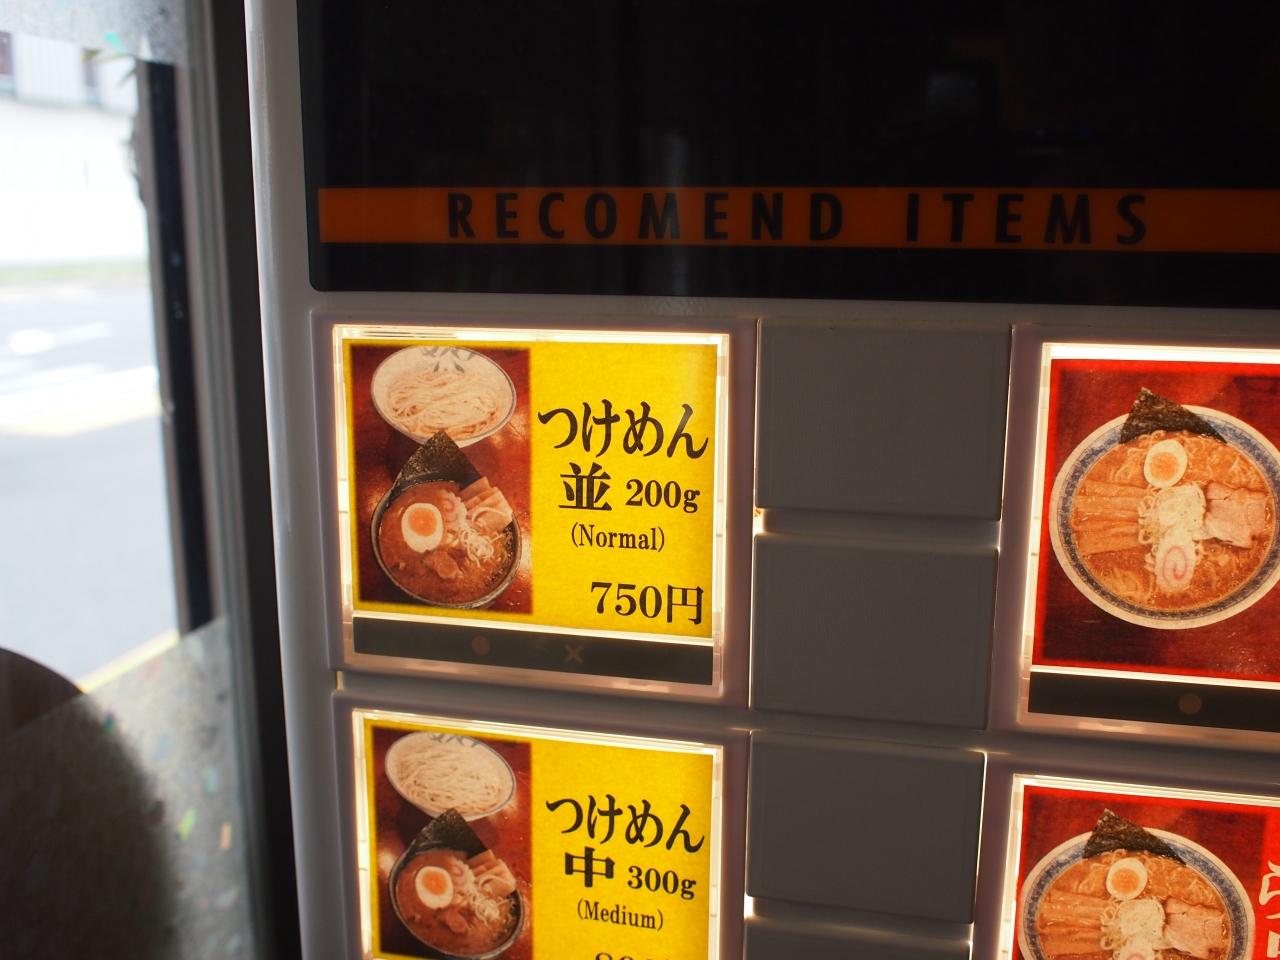 RECOMEND ITEMS
つけめん
並 200g
(Normal)
750円
つけめん
中 300g
(Medium)